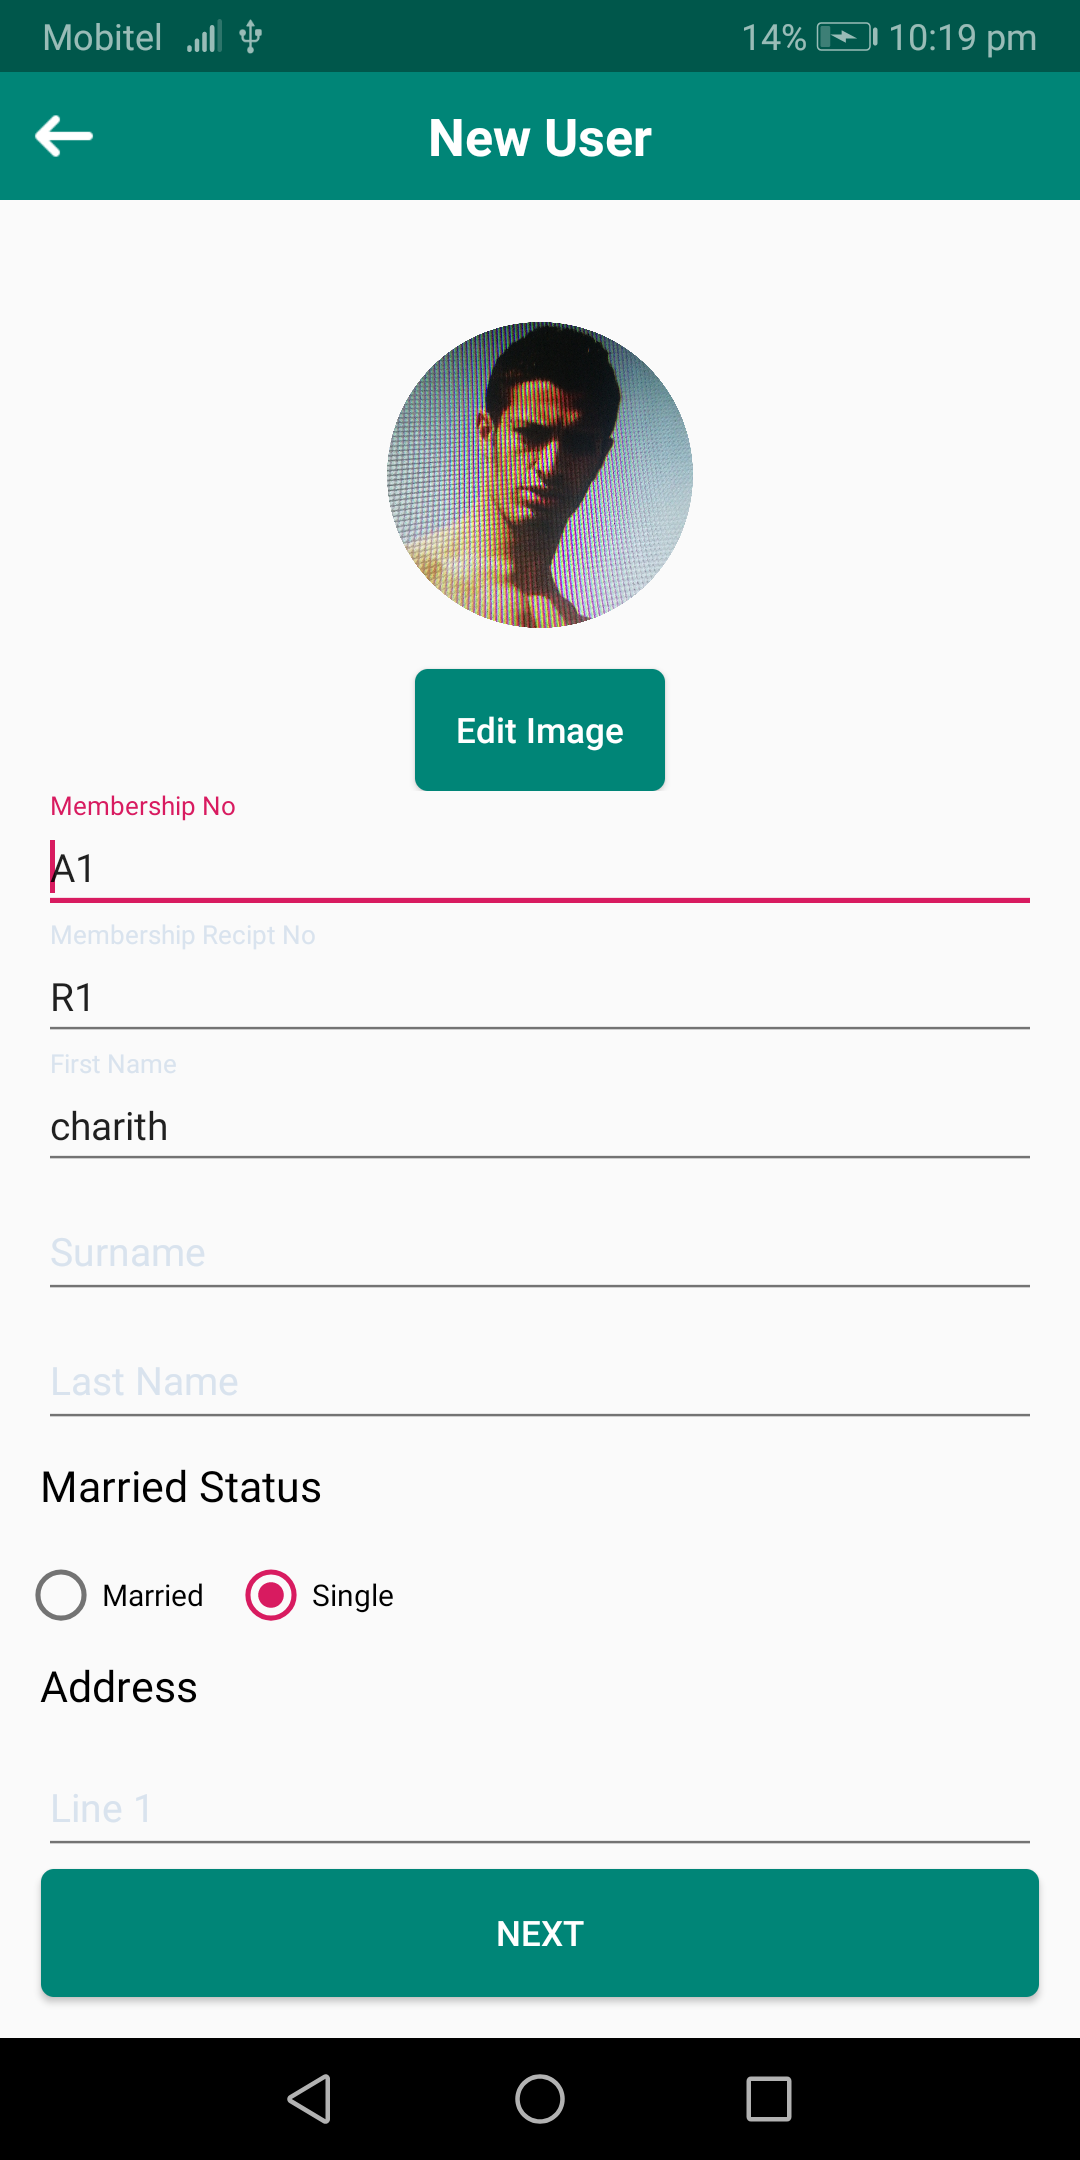 Mobitel 14% 10:19 pm
New User
Edit Image
Membership No
A1
Membership Recipt No
R1
First Name
charith
Surname
Last Name
Married Status
Married Single
Address
Line 1
NEXT